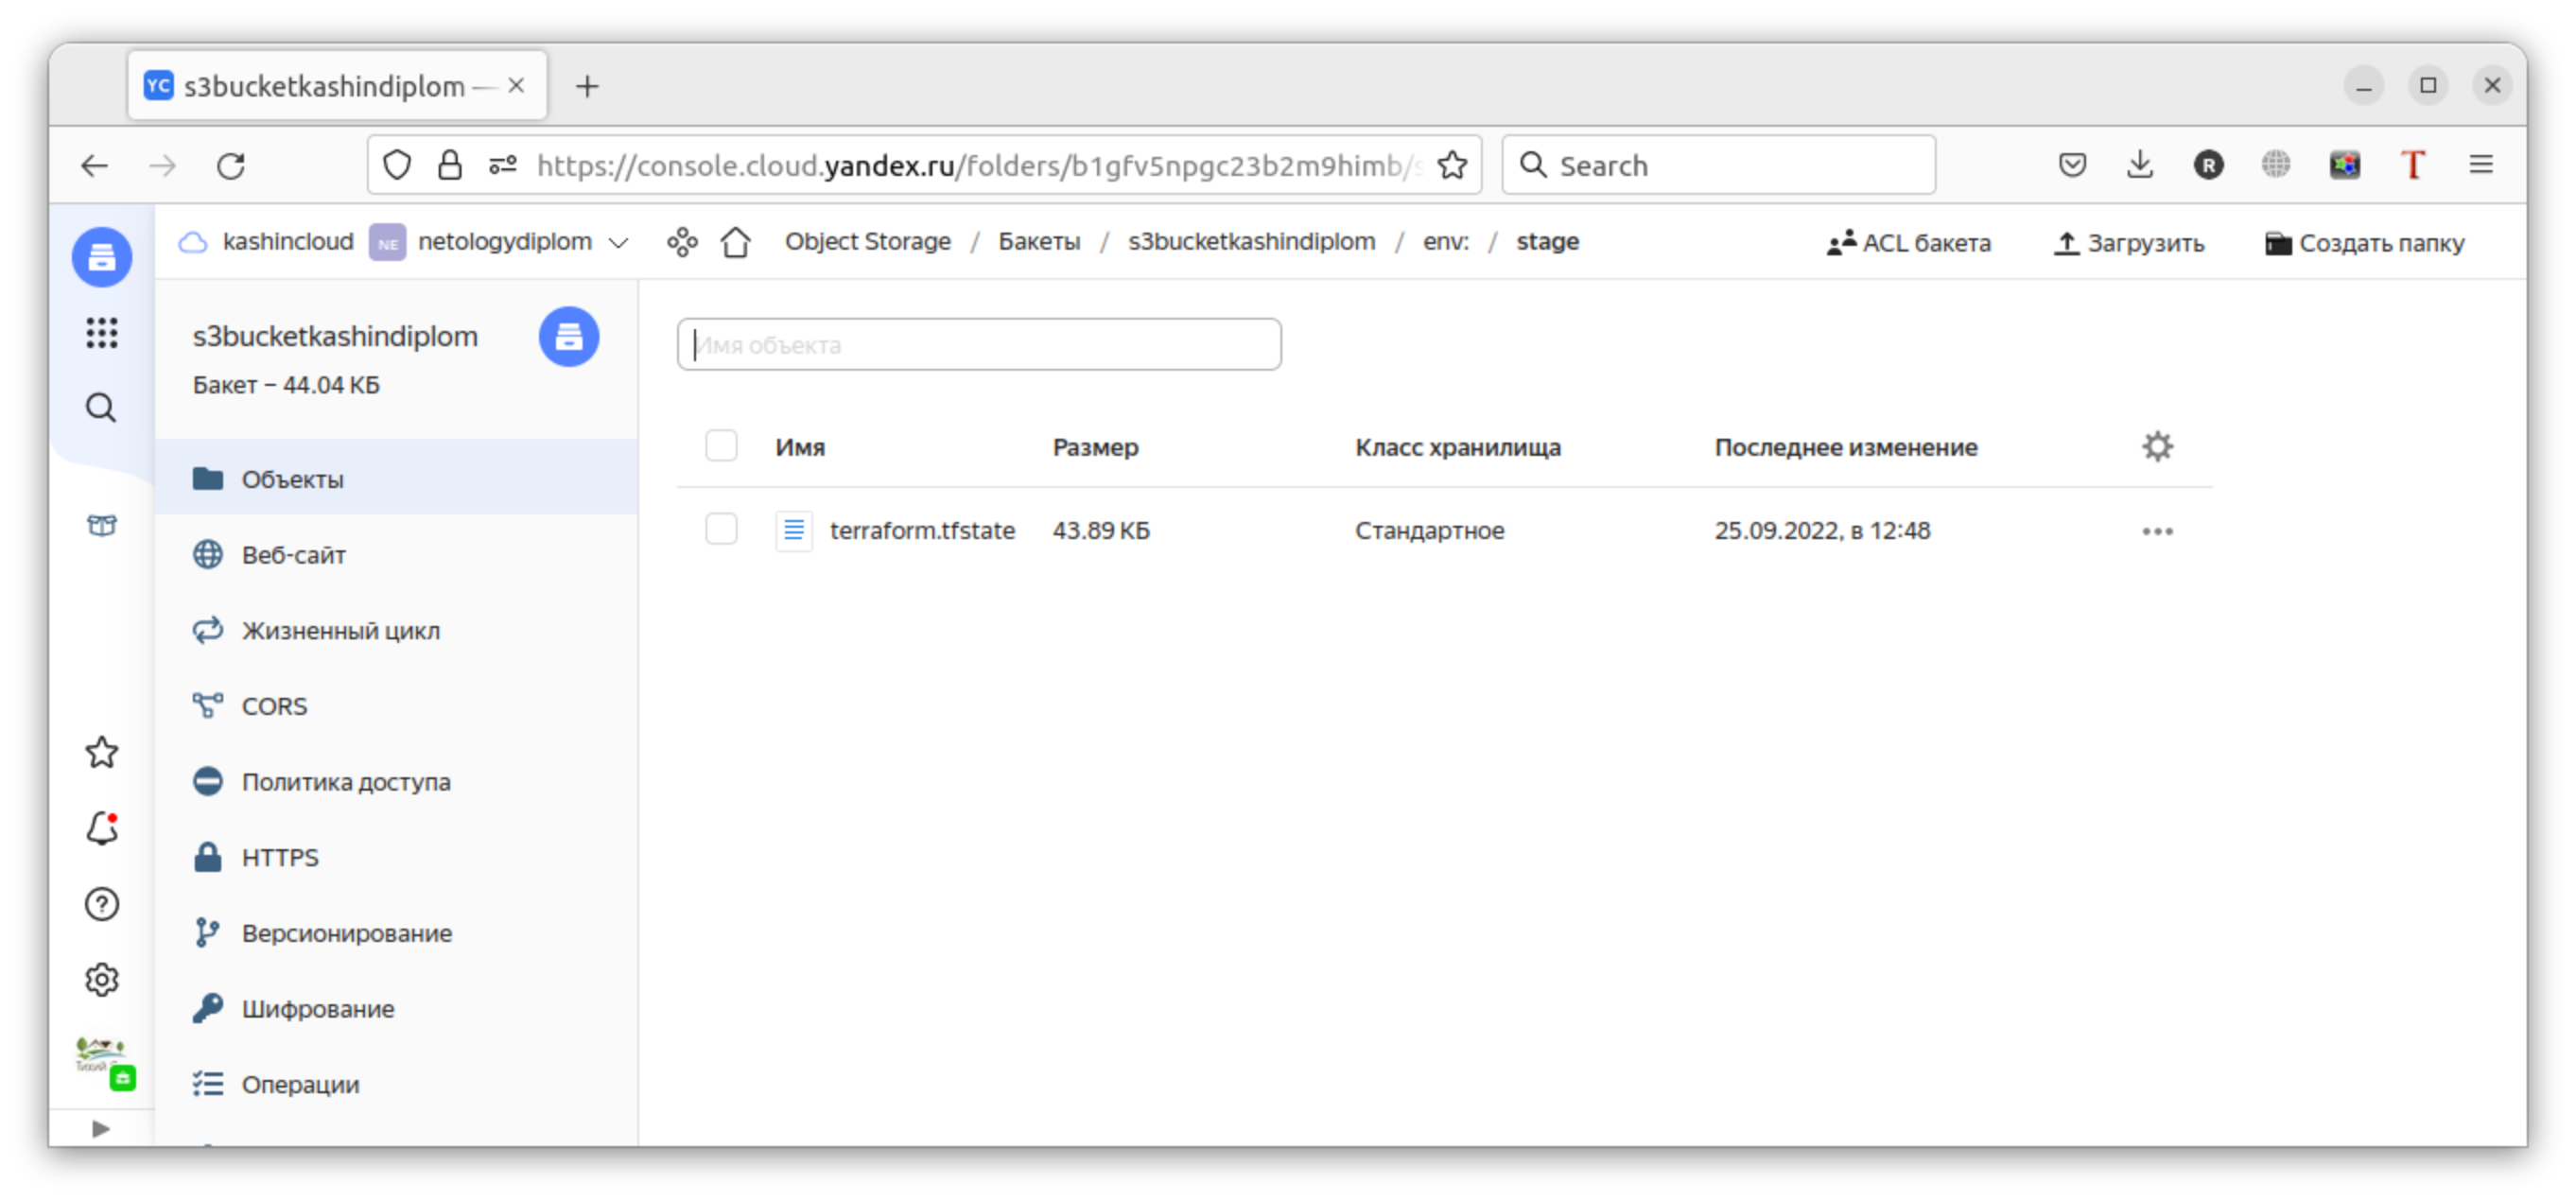 YC s3bucketkashindiplom —
https://console.cloud.yandex.ru/folders/b1gfv5npgc23b2m9himb/s
Search
R
T
kashincloud NE netologydiplom
Object Storage / Бакеты / s3bucketkashindiplom / env: / stage
ACL бакета
Загрузить
Создать папку
s3bucketkashindiplom
Бакет – 44.04 КБ
Объекты
Веб-сайт
Жизненный цикл
CORS
Политика доступа
HTTPS
Версионирование
Шифрование
Операции
Имя объекта
Имя Размер Класс хранилища Последнее изменение
terraform.tfstate 43.89 КБ Стандартное 25.09.2022, в 12:48
Тихий